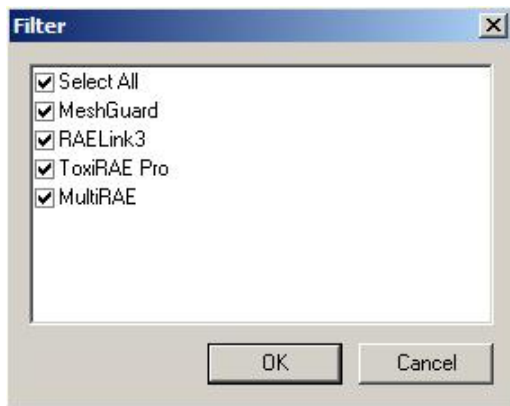 Filter
Select All
MeshGuard
RAELink3
ToxiRAE Pro
MultiRAE
OK Cancel